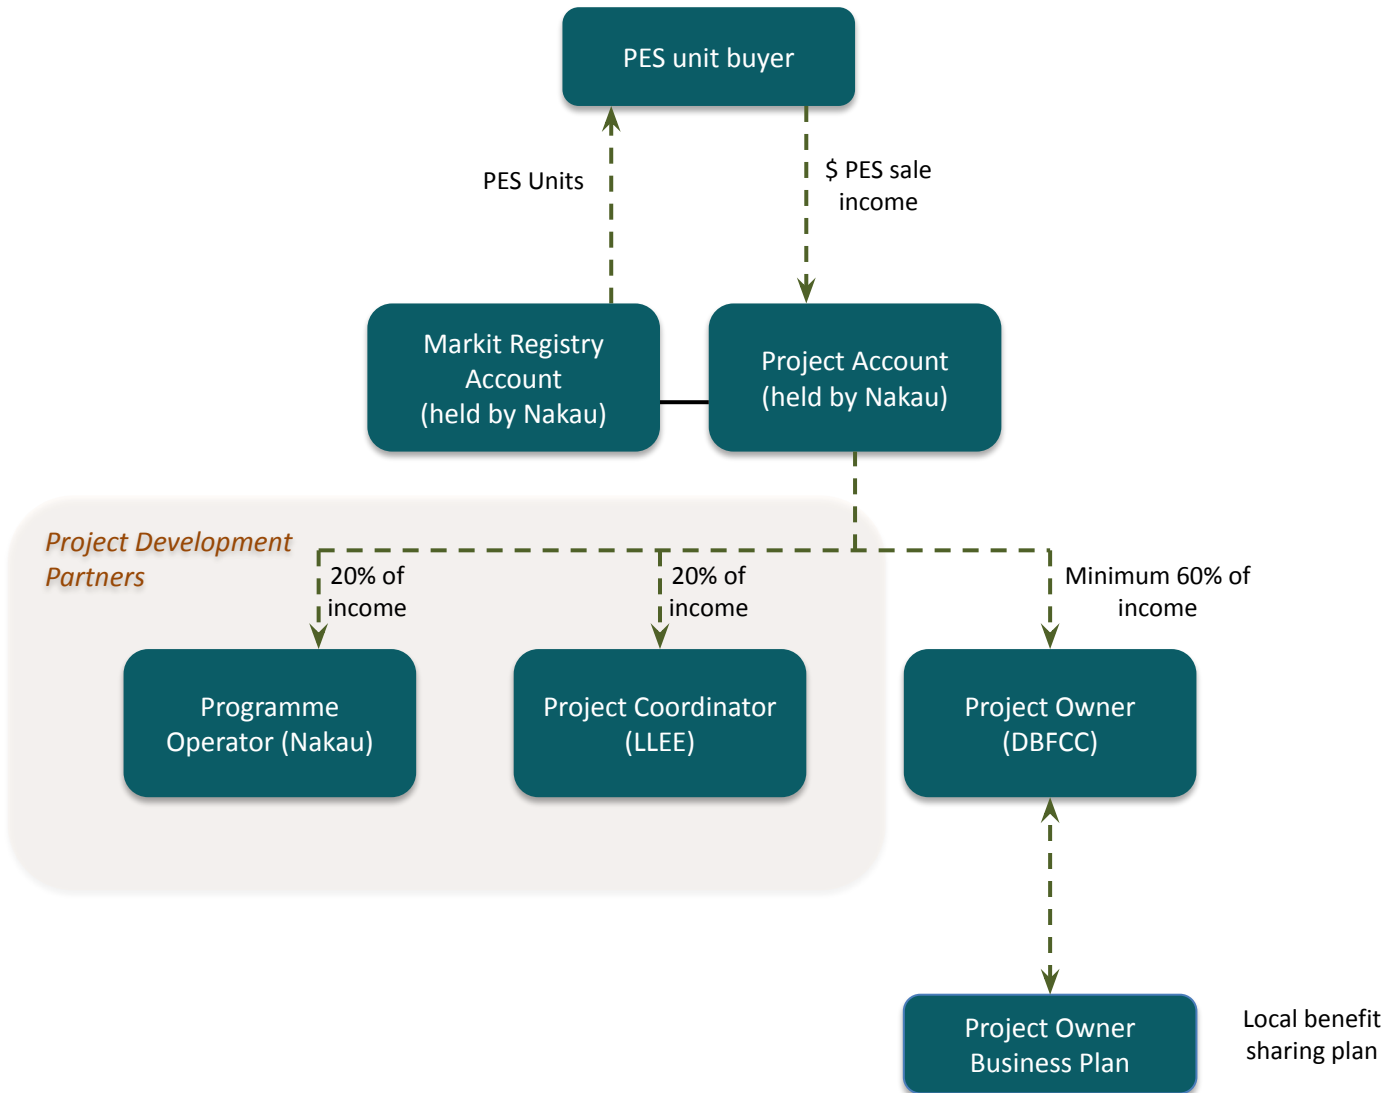 PES unit buyer
PES Units
$ PES sale
income
Markit Registry
Account
(held by Nakau)
Project Account
(held by Nakau)
Project Development
Partners
20% of
income
20% of
income
Minimum 60% of
income
Programme
Operator (Nakau)
Project Coordinator
(LLEE)
Project Owner
(DBFCC)
Project Owner
Business Plan
Local benefit
sharing plan